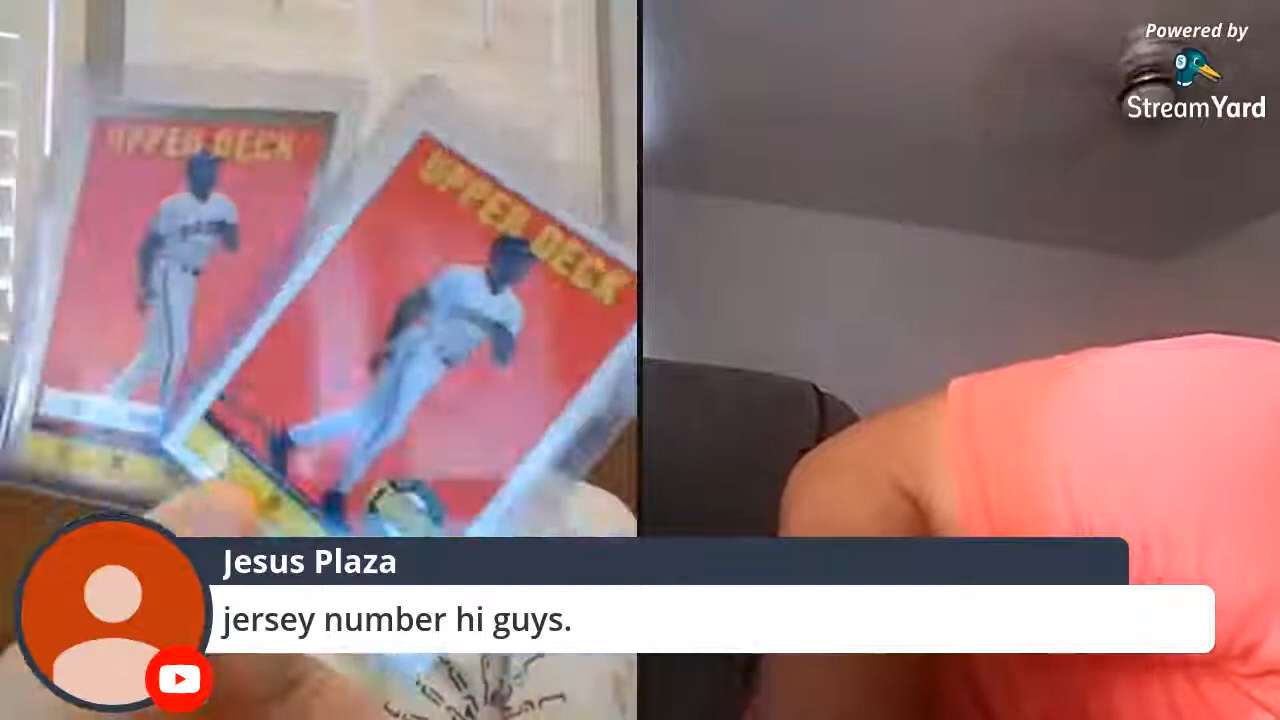 Powered by
StreamYard
UPPER DECK
UPPER DECK
Jesus Plaza
jersey number hi guys.